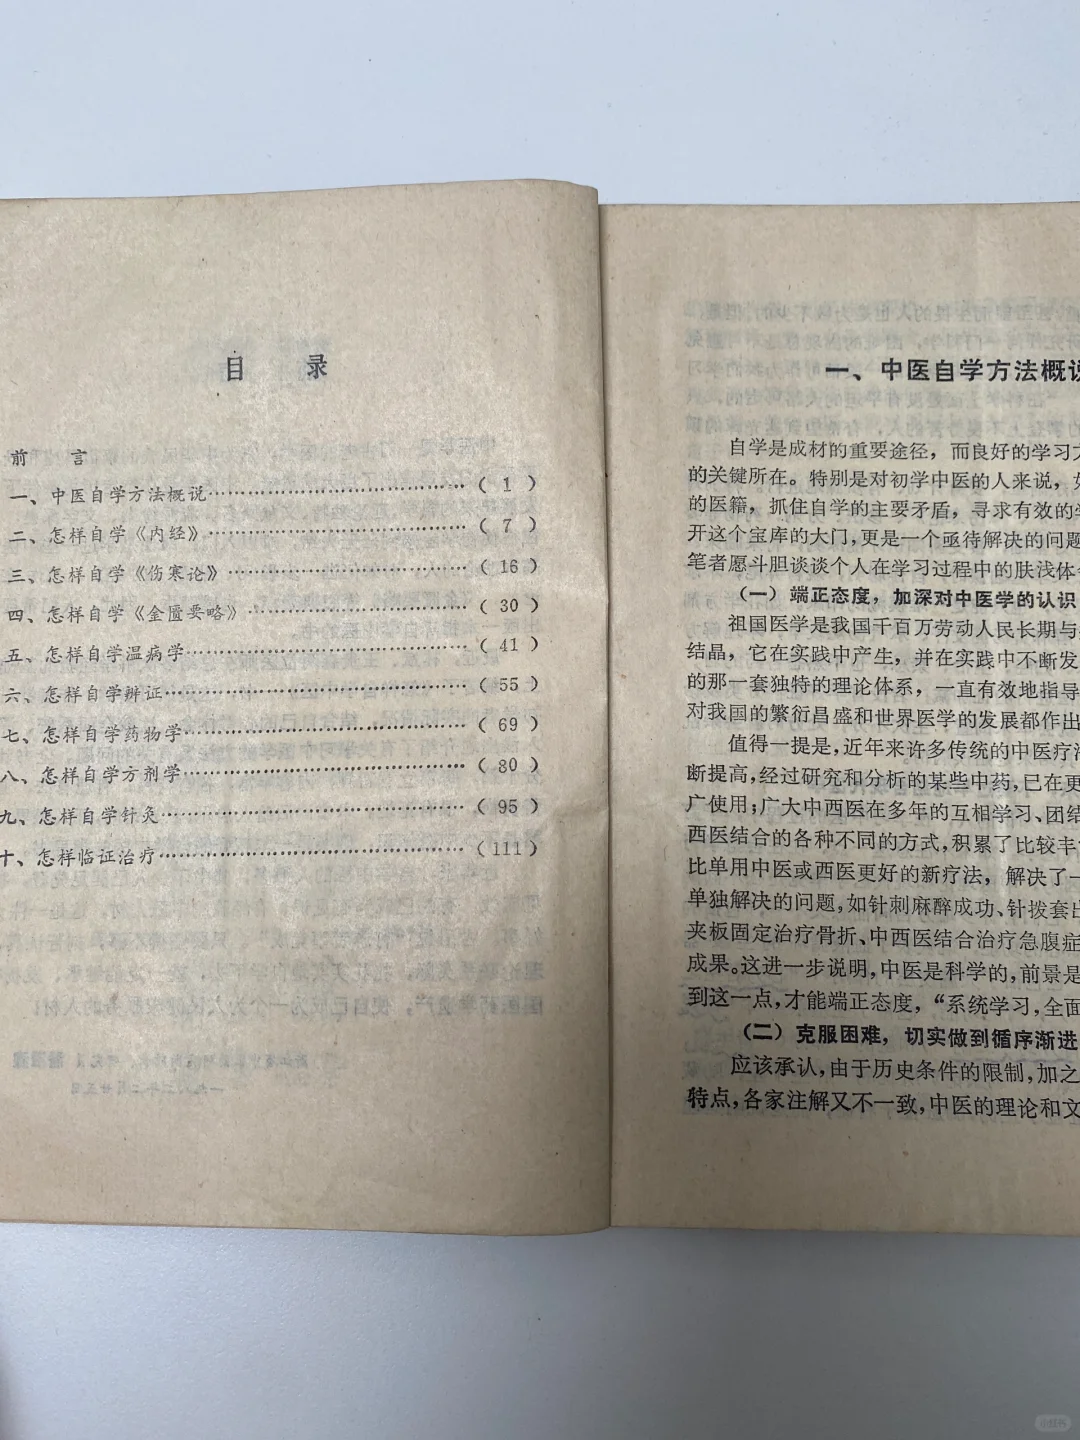 目 录
前 言
一、中医自学方法概说……………………………（ 1 ）
二、怎样自学《内经》……………………………（ 7 ）
三、怎样自学《伤寒论》…………………………（ 16 ）
四、怎样自学《金匮要略》………………………（ 30 ）
五、怎样自学温病学………………………………（ 41 ）
六、怎样自学辨证…………………………………（ 55 ）
七、怎样自学药物学………………………………（ 69 ）
八、怎样自学方剂学………………………………（ 80 ）
九、怎样自学针灸…………………………………（ 95 ）
十、怎样临证治疗…………………………………（111）
一、中医自学方法概说
自学是成材的重要途径，而良好的学习方
的关键所在。特别是对初学中医的人来说，如
的医籍，抓住自学的主要矛盾，寻求有效的学
开这个宝库的大门，更是一个亟待解决的问题
笔者愿斗胆谈谈个人在学习过程中的肤浅体会
（一）端正态度，加深对中医学的认识
祖国医学是我国千百万劳动人民长期与
结晶，它在实践中产生，并在实践中不断发
的那一套独特的理论体系，一直有效地指导
对我国的繁衍昌盛和世界医学的发展都作出
值得一提是，近年来许多传统的中医疗法
断提高，经过研究和分析的某些中药，已在更
广使用；广大中西医在多年的互相学习、团结
西医结合的各种不同的方式，积累了比较丰
比单用中医或西医更好的新疗法，解决了一
单独解决的问题，如针刺麻醉成功、针拨套出
夹板固定治疗骨折、中西医结合治疗急腹症
成果。这进一步说明，中医是科学的，前景是
到这一点，才能端正态度，“系统学习，全面
（二）克服困难，切实做到循序渐进
应该承认，由于历史条件的限制，加之
特点，各家注解又不一致，中医的理论和文
小红书